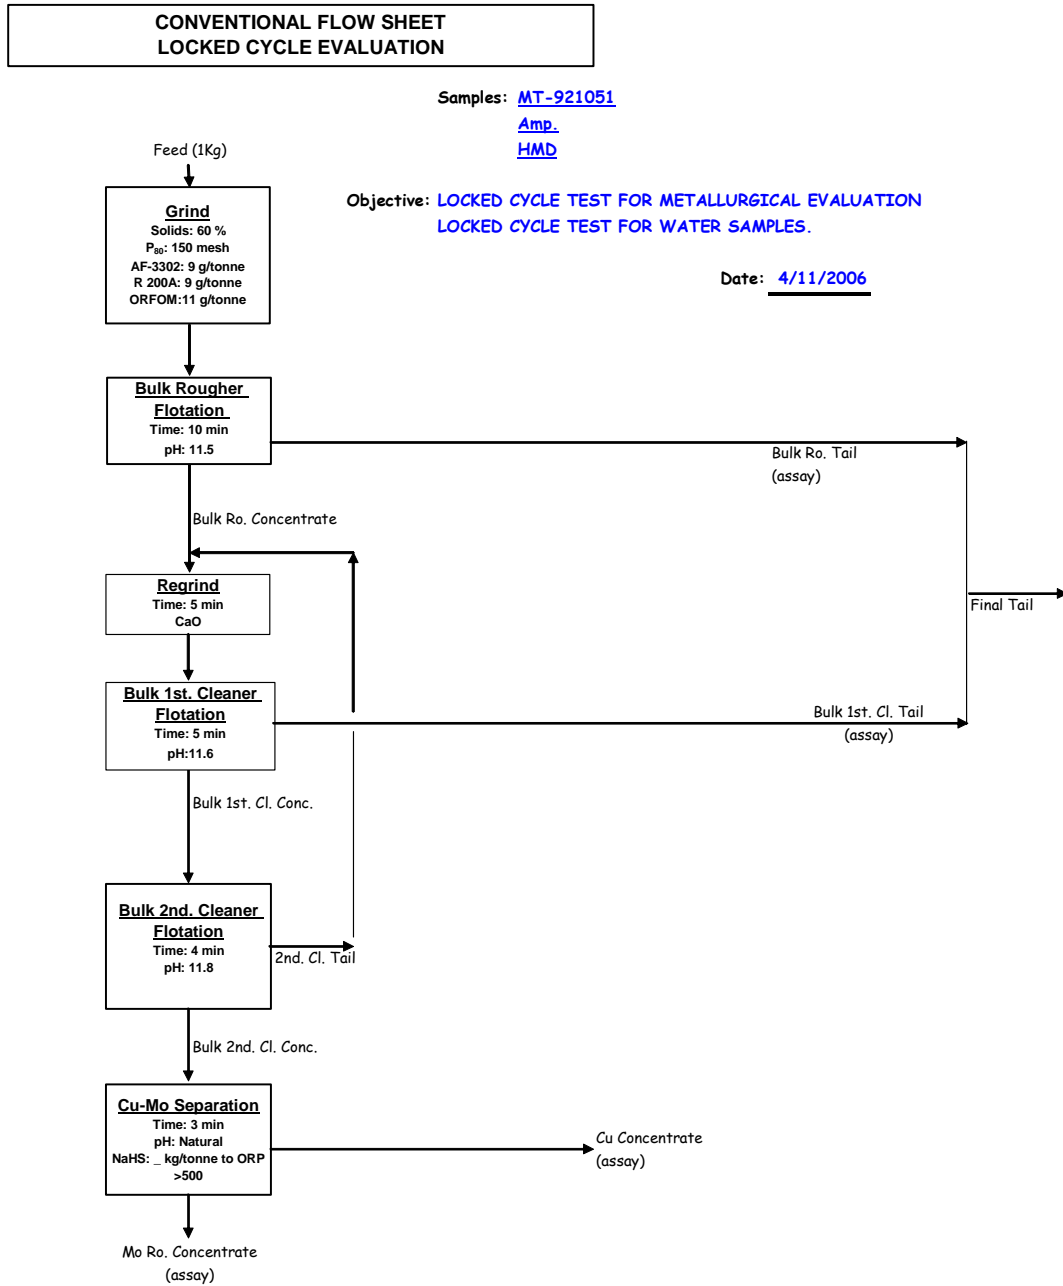 CONVENTIONAL FLOW SHEET
LOCKED CYCLE EVALUATION
Samples: MT-921051
Amp.
HMD
Feed (1Kg)
Objective: LOCKED CYCLE TEST FOR METALLURGICAL EVALUATION
LOCKED CYCLE TEST FOR WATER SAMPLES.
Date: 4/11/2006
Grind
Solids: 60 %
P₈₀: 150 mesh
AF-3302: 9 g/tonne
R 200A: 9 g/tonne
ORFOM:11 g/tonne
Bulk Rougher
Flotation
Time: 10 min
pH: 11.5
Bulk Ro. Tail
(assay)
Bulk Ro. Concentrate
Regrind
Time: 5 min
CaO
Final Tail
Bulk 1st. Cleaner
Flotation
Time: 5 min
pH:11.6
Bulk 1st. Cl. Tail
(assay)
Bulk 1st. Cl. Conc.
Bulk 2nd. Cleaner
Flotation
Time: 4 min
pH: 11.8
2nd. Cl. Tail
Bulk 2nd. Cl. Conc.
Cu-Mo Separation
Time: 3 min
pH: Natural
NaHS: _ kg/tonne to ORP
>500
Cu Concentrate
(assay)
Mo Ro. Concentrate
(assay)